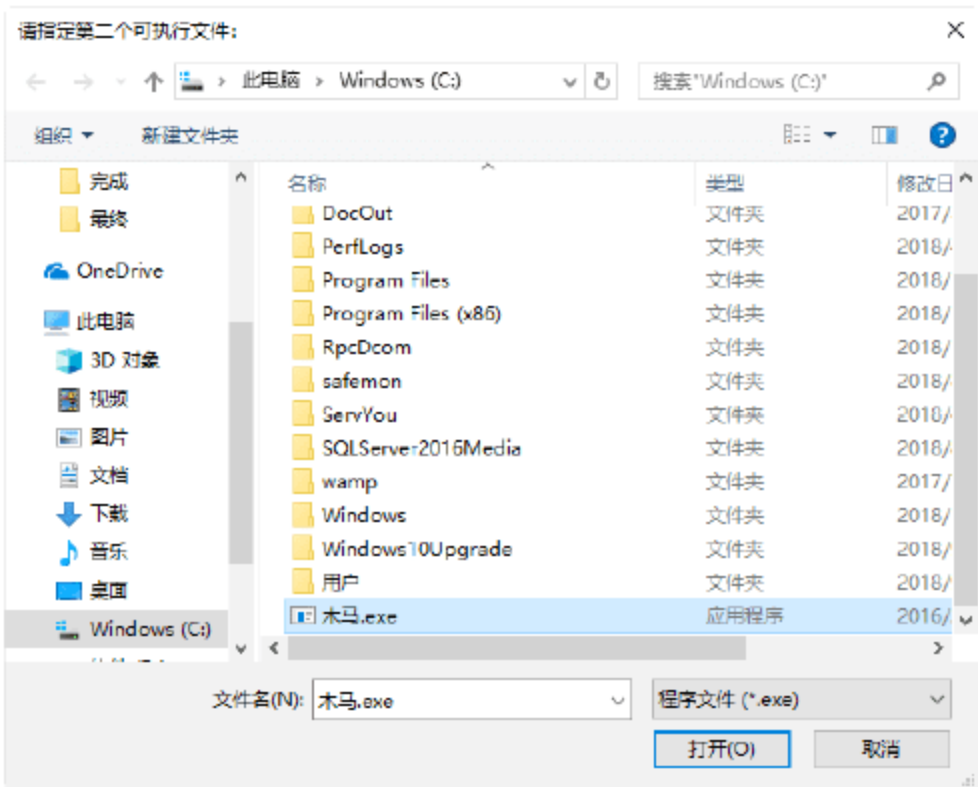 请指定第二个可执行文件:
此电脑 Windows (C:) 搜索"Windows (C:)"
组织 新建文件夹
完成
最终
OneDrive
此电脑
3D 对象
视频
图片
文档
下载
音乐
桌面
Windows (C:)
名称 类型 修改日
DocOut 文件夹 2017/
PerfLogs 文件夹 2018/
Program Files 文件夹 2018/
Program Files (x86) 文件夹 2018/
RpcDcom 文件夹 2018/
safemon 文件夹 2018/
ServYou 文件夹 2018/
SQLServer2016Media 文件夹 2018/
wamp 文件夹 2017/
Windows 文件夹 2018/
Windows10Upgrade 文件夹 2018/
用户 文件夹 2018/
木马.exe 应用程序 2016/
文件名(N): 木马.exe 程序文件 (*.exe)
打开(O) 取消